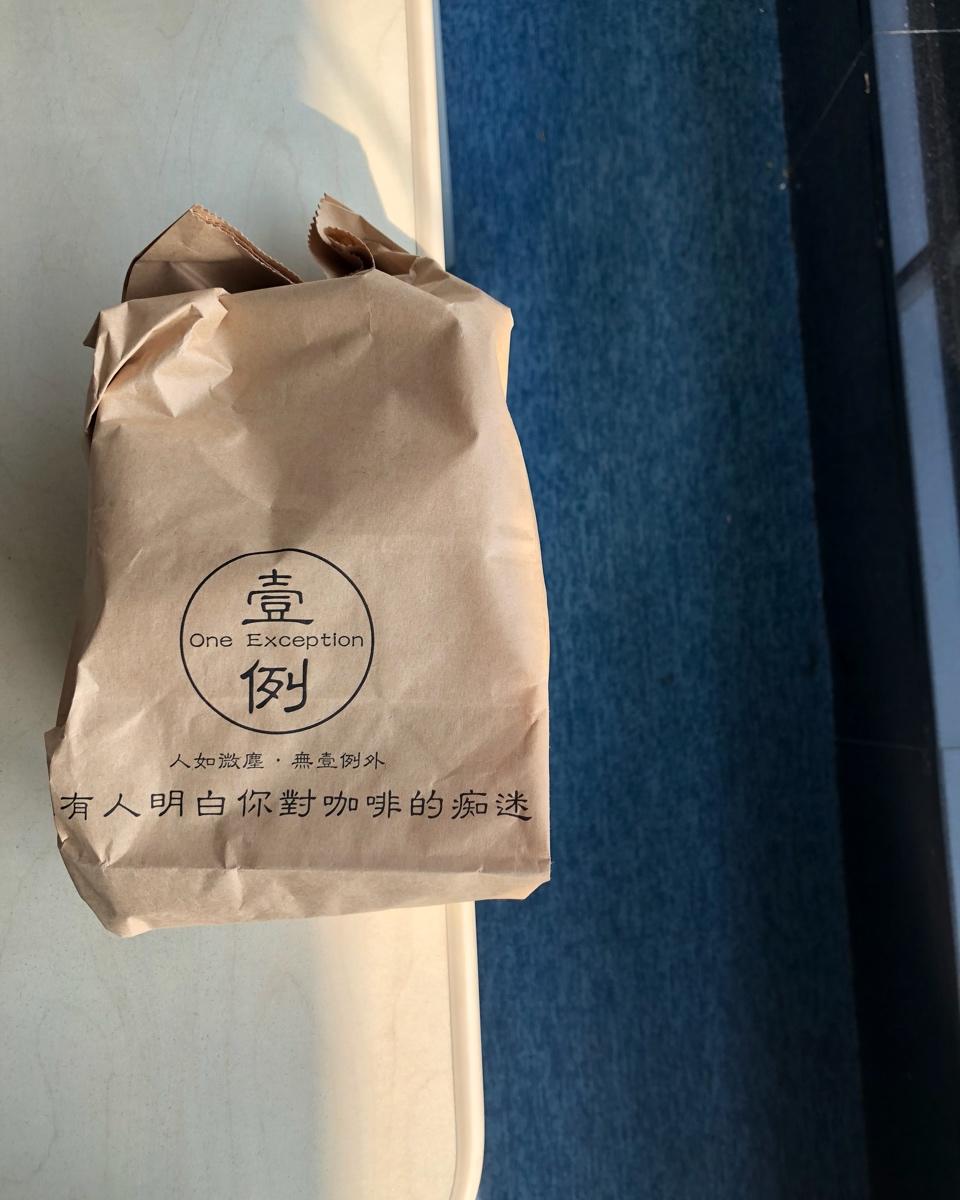 壹
One Exception
例
人如微塵·無壹例外
有人明白你對咖啡的痴迷